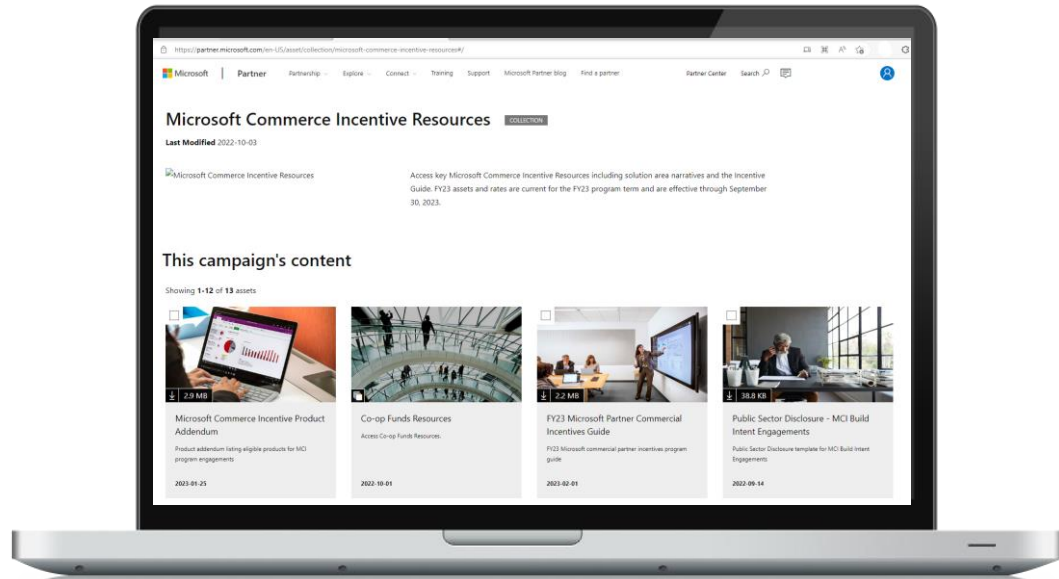 https://partner.microsoft.com/en-US/asset/collection/microsoft-commerce-incentive-resources#/
Microsoft Partner Partnership Explore Connect Training Support Microsoft Partner blog Find a partner Partner Center Search
Microsoft Commerce Incentive Resources COLLECTION
Last Modified 2022-10-03
Microsoft Commerce Incentive Resources
Access key Microsoft Commerce Incentive Resources including solution area narratives and the Incentive
Guide. FY23 assets and rates are current for the FY23 program term and are effective through September
30, 2023.
This campaign's content
Showing 1-12 of 13 assets
2.9 MB
2.2 MB
38.8 KB
Microsoft Commerce Incentive Product
Addendum
Product addendum listing eligible products for MCI
program engagements
2023-01-25
Co-op Funds Resources
Access Co-op Funds Resources.
2022-10-01
FY23 Microsoft Partner Commercial
Incentives Guide
FY23 Microsoft commercial partner incentives program
guide
2023-02-01
Public Sector Disclosure - MCI Build
Intent Engagements
Public Sector Disclosure template for MCI Build Intent
Engagements
2022-09-14